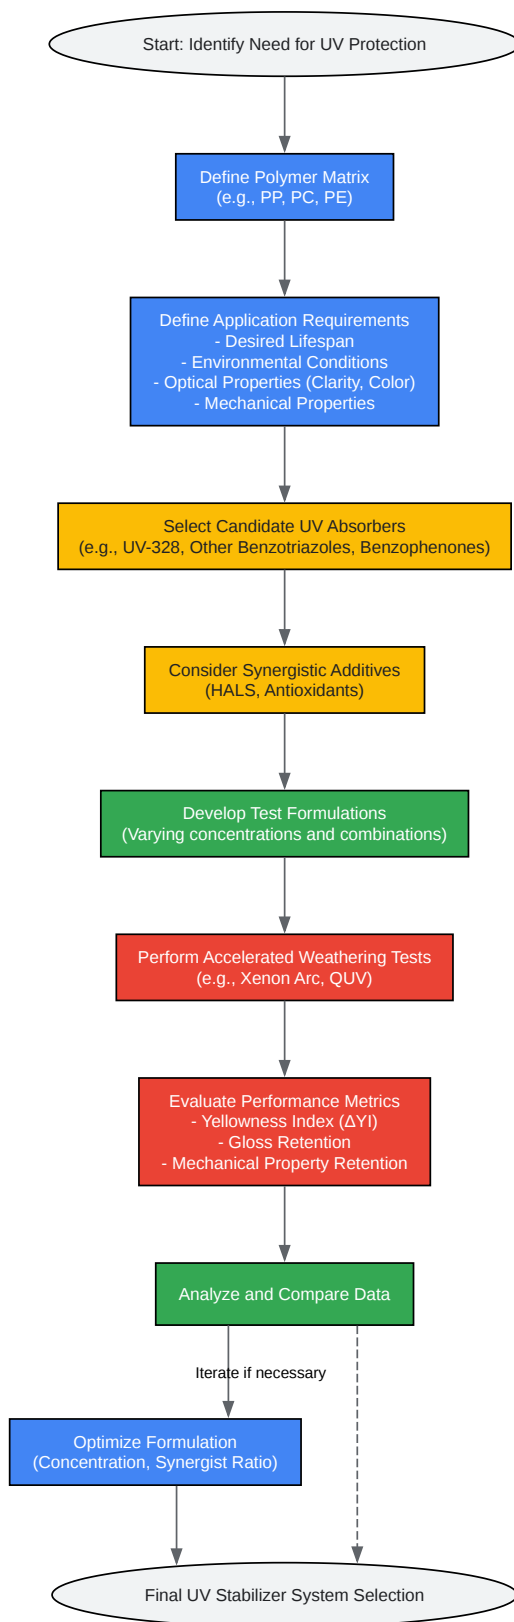 Start: Identify Need for UV Protection
Define Polymer Matrix
(e.g., PP, PC, PE)
Define Application Requirements
- Desired Lifespan
- Environmental Conditions
- Optical Properties (Clarity, Color)
- Mechanical Properties
Select Candidate UV Absorbers
(e.g., UV-328, Other Benzotriazoles, Benzophenones)
Consider Synergistic Additives
(HALS, Antioxidants)
Develop Test Formulations
(Varying concentrations and combinations)
Perform Accelerated Weathering Tests
(e.g., Xenon Arc, QUV)
Evaluate Performance Metrics
- Yellowness Index (ΔYI)
- Gloss Retention
- Mechanical Property Retention
Analyze and Compare Data
Iterate if necessary
Optimize Formulation
(Concentration, Synergist Ratio)
Final UV Stabilizer System Selection